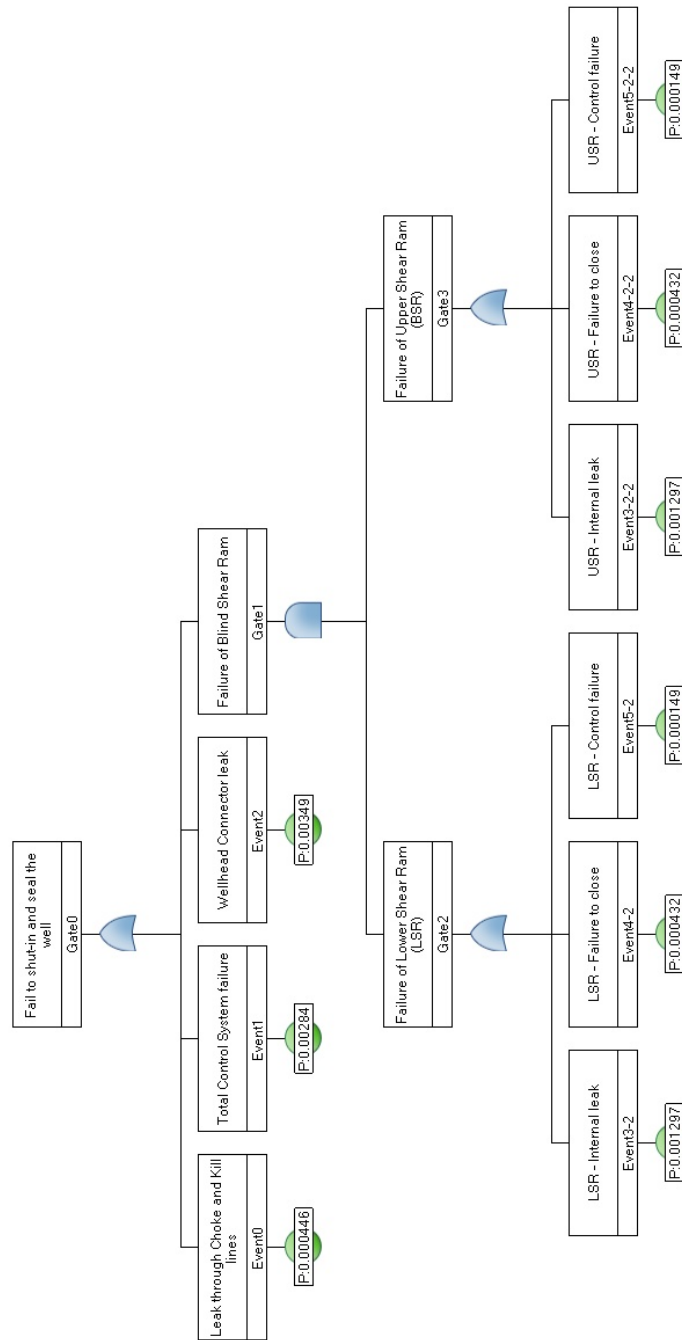 Fail to shut-in and seal the
well
Gate0
Leak through Choke and Kill
lines
Event0
P:0.000446
Total Control System failure
Event1
P:0.00284
Wellhead Connector leak
Event2
P:0.00349
Failure of Blind Shear Ram
Gate1
Failure of Lower Shear Ram
(LSR)
Gate2
Failure of Upper Shear Ram
(BSR)
Gate3
LSR - Internal leak
Event3-2
P:0.001297
LSR - Failure to close
Event4-2
P:0.000432
LSR - Control failure
Event5-2
P:0.000149
USR - Internal leak
Event3-2-2
P:0.001297
USR - Failure to close
Event4-2-2
P:0.000432
USR - Control failure
Event5-2-2
P:0.000149